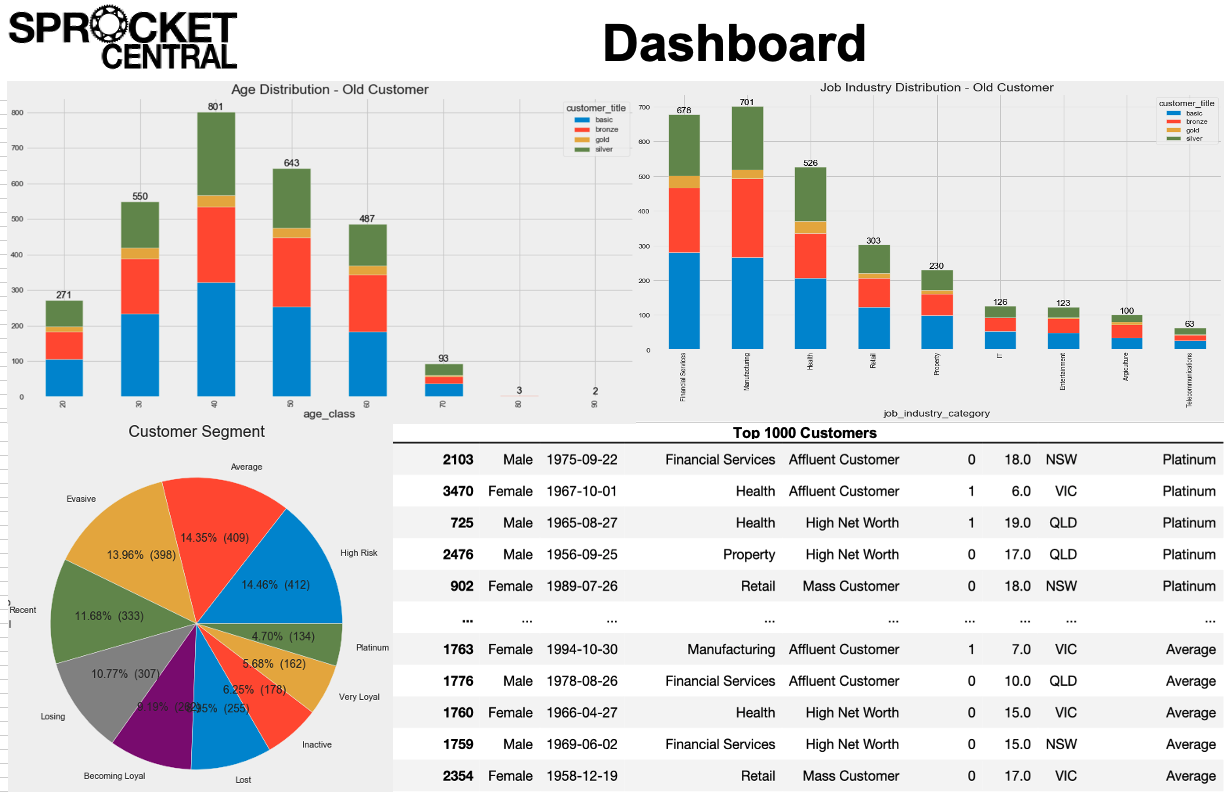 SPROCKET
CENTRAL
Dashboard
Age Distribution - Old Customer
customer_title
basic
bronze
gold
silver
800
700
600
500
400
300
200
100
0
271
550
801
643
487
93
3
2
20
30
40
50
60
70
80
90
age_class
Job Industry Distribution - Old Customer
customer_title
basic
bronze
gold
silver
700
600
500
400
300
200
100
0
678
701
526
303
230
126
123
100
63
Financial Services
Manufacturing
Health
Retail
Property
IT
Entertainment
Argiculture
Telecommunications
job_industry_category
Customer Segment
Average
14.35% (409)
High Risk
14.46% (412)
Evasive
13.96% (398)
Recent
11.68% (333)
Losing
10.77% (307)
Becoming Loyal
Lost
(255)
Inactive
6.25% (178)
Very Loyal
5.68% (162)
Platinum
4.70% (134)
Top 1000 Customers
2103 Male 1975-09-22 Financial Services Affluent Customer 0 18.0 NSW Platinum
3470 Female 1967-10-01 Health Affluent Customer 1 6.0 VIC Platinum
725 Male 1965-08-27 Health High Net Worth 1 19.0 QLD Platinum
2476 Male 1956-09-25 Property High Net Worth 0 17.0 QLD Platinum
902 Female 1989-07-26 Retail Mass Customer 0 18.0 NSW Platinum
... ... ... ... ... ... ... ... ...
1763 Female 1994-10-30 Manufacturing Affluent Customer 1 7.0 VIC Average
1776 Male 1978-08-26 Financial Services Affluent Customer 0 10.0 QLD Average
1760 Female 1966-04-27 Health High Net Worth 0 15.0 VIC Average
1759 Male 1969-06-02 Financial Services High Net Worth 0 15.0 NSW Average
2354 Female 1958-12-19 Retail Mass Customer 0 17.0 VIC Average